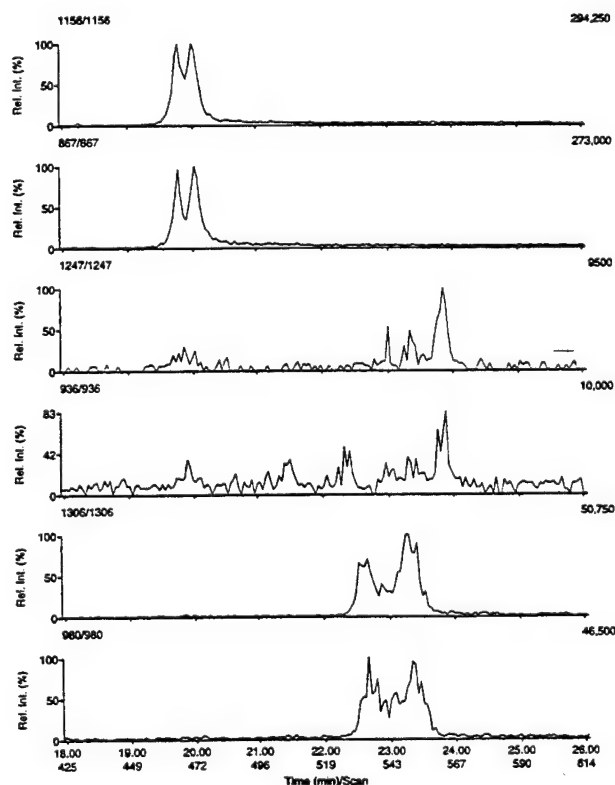 1156/1156 294,250
Rel. Int. (%)
100
50
0
867/867 273,000
Rel. Int. (%)
100
50
0
1247/1247 9500
Rel. Int. (%)
100
50
0
936/936 10,000
Rel. Int. (%)
83
42
0
1306/1306 50,750
Rel. Int. (%)
100
50
0
980/980 46,500
Rel. Int. (%)
100
50
0
18.00 19.00 20.00 21.00 22.00 23.00 24.00 25.00 26.00
425 449 472 496 519 543 567 590 614
Time (min)/Scan